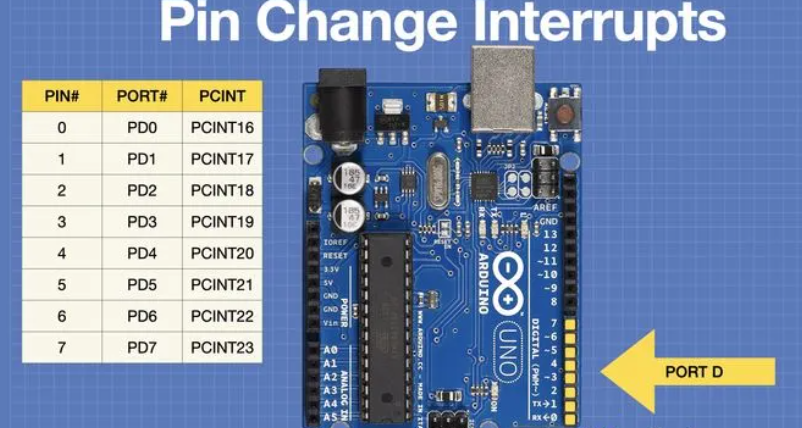 Pin Change Interrupts
PIN# PORT# PCINT
0 PD0 PCINT16
1 PD1 PCINT17
2 PD2 PCINT18
3 PD3 PCINT19
4 PD4 PCINT20
5 PD5 PCINT21
6 PD6 PCINT22
7 PD7 PCINT23
IOREF
RESET
3.3V
5V
GND
GND
Vin
POWER
A0
A1
A2
A3
A4
A5
ANALOG IN
RESET
RX
TX
ARDUINO
UNO
AREF
GND
13
12
~11
~10
~9
8
7
~6
~5
4
~3
2
TX→1
RX←0
DIGITAL (PWM~)
PORT D